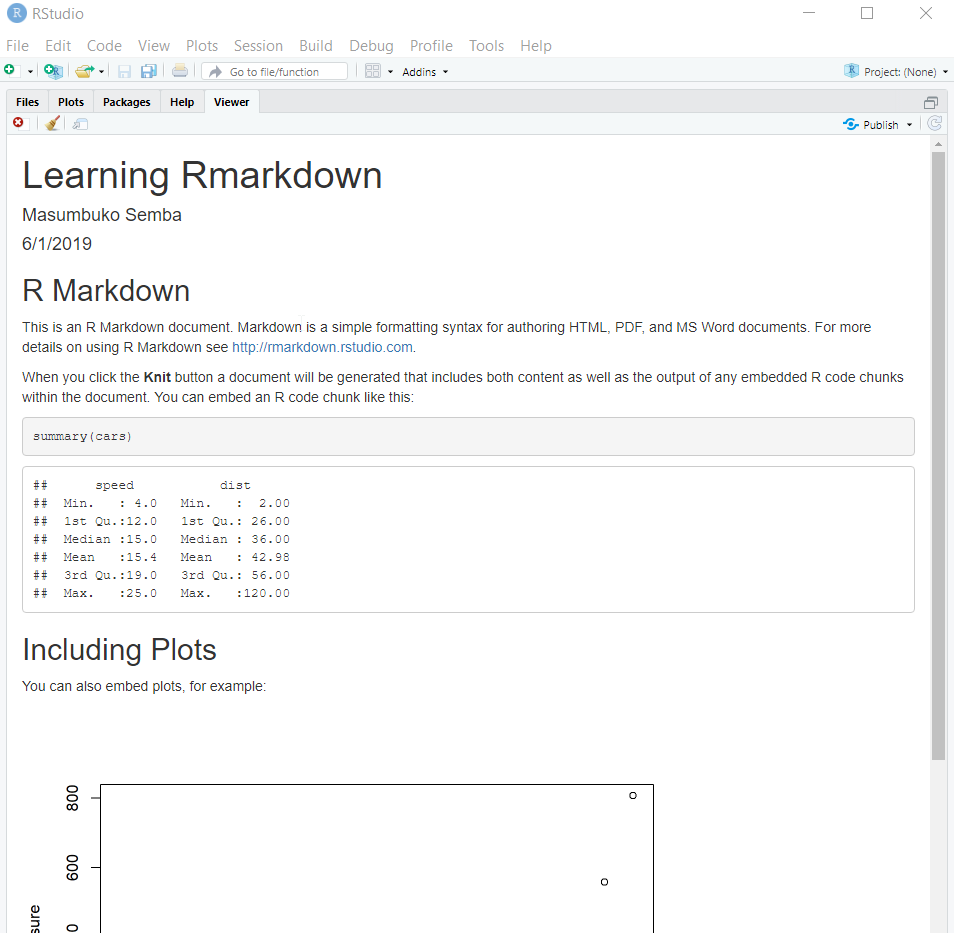 R RStudio
File Edit Code View Plots Session Build Debug Profile Tools Help
R Go to file/function Addins R Project: (None)
Files Plots Packages Help Viewer
Publish
Learning Rmarkdown
Masumbuko Semba
6/1/2019
R Markdown
This is an R Markdown document. Markdown is a simple formatting syntax for authoring HTML, PDF, and MS Word documents. For more
details on using R Markdown see http://rmarkdown.rstudio.com.
When you click the Knit button a document will be generated that includes both content as well as the output of any embedded R code chunks
within the document. You can embed an R code chunk like this:
summary(cars)
##      speed           dist
##  Min.   : 4.0   Min.   :  2.00
##  1st Qu.:12.0   1st Qu.: 26.00
##  Median :15.0   Median : 36.00
##  Mean   :15.4   Mean   : 42.98
##  3rd Qu.:19.0   3rd Qu.: 56.00
##  Max.   :25.0   Max.   :120.00
Including Plots
You can also embed plots, for example:
800
600